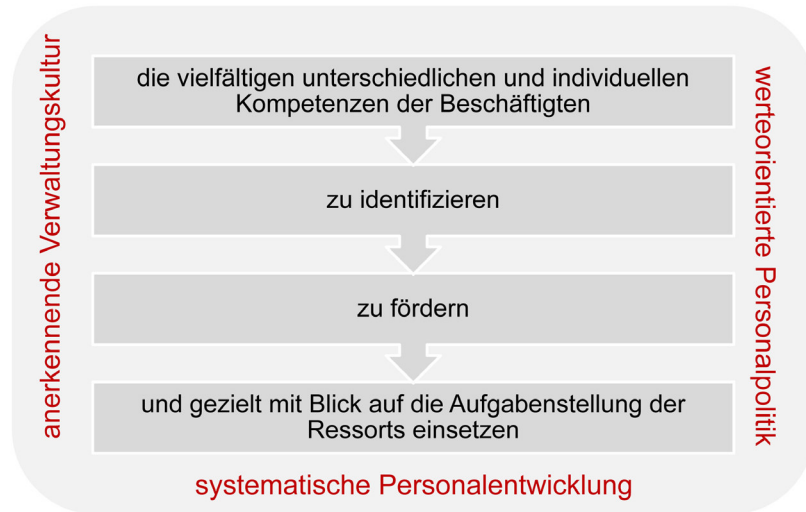 anerkennende Verwaltungskultur
die vielfältigen unterschiedlichen und individuellen
Kompetenzen der Beschäftigten
zu identifizieren
zu fördern
und gezielt mit Blick auf die Aufgabenstellung der
Ressorts einsetzen
werteorientierte Personalpolitik
systematische Personalentwicklung